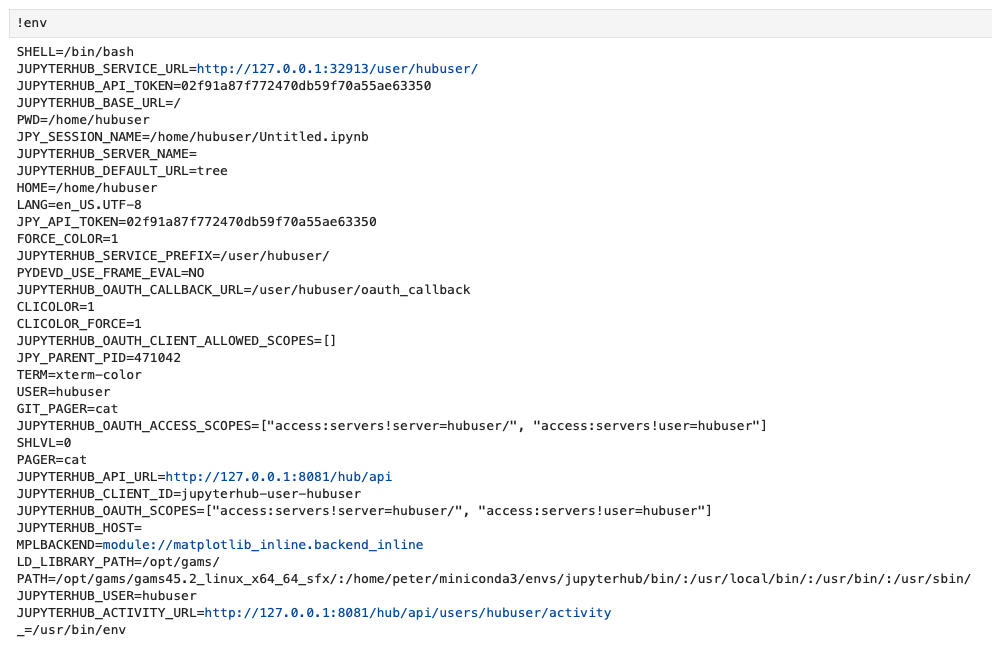 !env
SHELL=/bin/bash
JUPYTERHUB_SERVICE_URL=http://127.0.0.1:32913/user/hubuser/
JUPYTERHUB_API_TOKEN=02f91a87f772470db59f70a55ae63350
JUPYTERHUB_BASE_URL=/
PWD=/home/hubuser
JPY_SESSION_NAME=/home/hubuser/Untitled.ipynb
JUPYTERHUB_SERVER_NAME=
JUPYTERHUB_DEFAULT_URL=tree
HOME=/home/hubuser
LANG=en_US.UTF-8
JPY_API_TOKEN=02f91a87f772470db59f70a55ae63350
FORCE_COLOR=1
JUPYTERHUB_SERVICE_PREFIX=/user/hubuser/
PYDEVD_USE_FRAME_EVAL=NO
JUPYTERHUB_OAUTH_CALLBACK_URL=/user/hubuser/oauth_callback
CLICOLOR=1
CLICOLOR_FORCE=1
JUPYTERHUB_OAUTH_CLIENT_ALLOWED_SCOPES=[]
JPY_PARENT_PID=471042
TERM=xterm-color
USER=hubuser
GIT_PAGER=cat
JUPYTERHUB_OAUTH_ACCESS_SCOPES=["access:servers!server=hubuser/", "access:servers!user=hubuser"]
SHLVL=0
PAGER=cat
JUPYTERHUB_API_URL=http://127.0.0.1:8081/hub/api
JUPYTERHUB_CLIENT_ID=jupyterhub-user-hubuser
JUPYTERHUB_OAUTH_SCOPES=["access:servers!server=hubuser/", "access:servers!user=hubuser"]
JUPYTERHUB_HOST=
MPLBACKEND=module://matplotlib_inline.backend_inline
LD_LIBRARY_PATH=/opt/gams/
PATH=/opt/gams/gams45.2_linux_x64_64_sfx/:/home/peter/miniconda3/envs/jupyterhub/bin/:/usr/local/bin/:/usr/bin/:/usr/sbin/
JUPYTERHUB_USER=hubuser
JUPYTERHUB_ACTIVITY_URL=http://127.0.0.1:8081/hub/api/users/hubuser/activity
_=/usr/bin/env